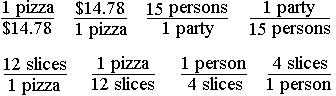 1 pizza $14.78 15 persons 1 party
$14.78 1 pizza 1 party 15 persons
12 slices 1 pizza 1 person 4 slices
1 pizza 12 slices 4 slices 1 person